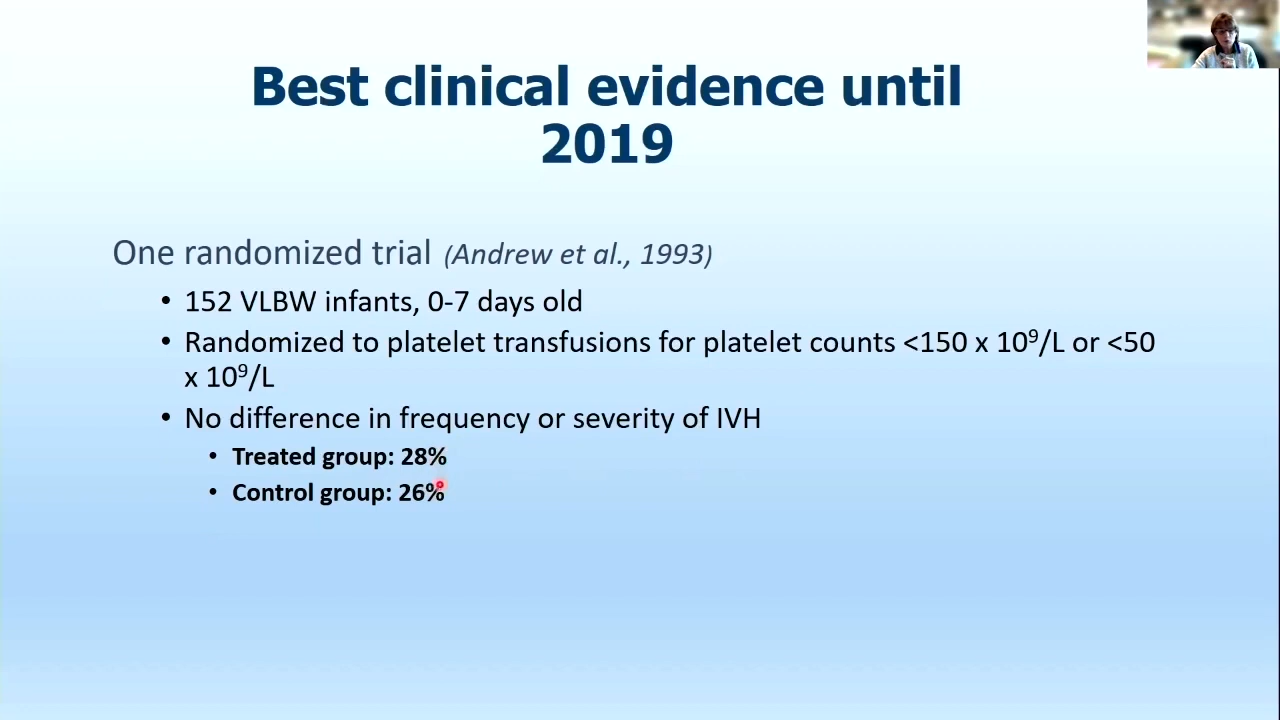 Best clinical evidence until
2019
One randomized trial (Andrew et al., 1993)
• 152 VLBW infants, 0-7 days old
• Randomized to platelet transfusions for platelet counts <150 x 10⁹/L or <50
x 10⁹/L
• No difference in frequency or severity of IVH
• Treated group: 28%
• Control group: 26%